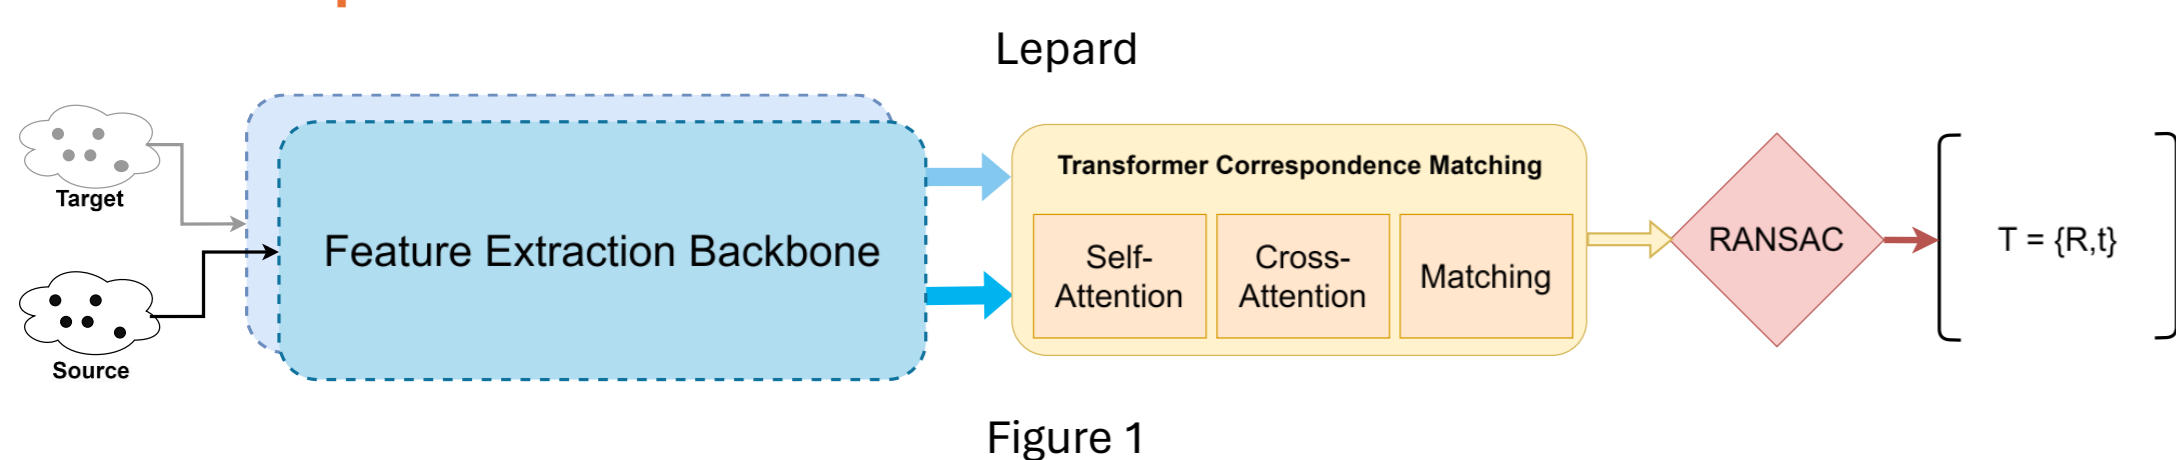 Lepard
Target
Source
Feature Extraction Backbone
Transformer Correspondence Matching
Self-
Attention
Cross-
Attention
Matching
RANSAC
T = {R,t}
Figure 1